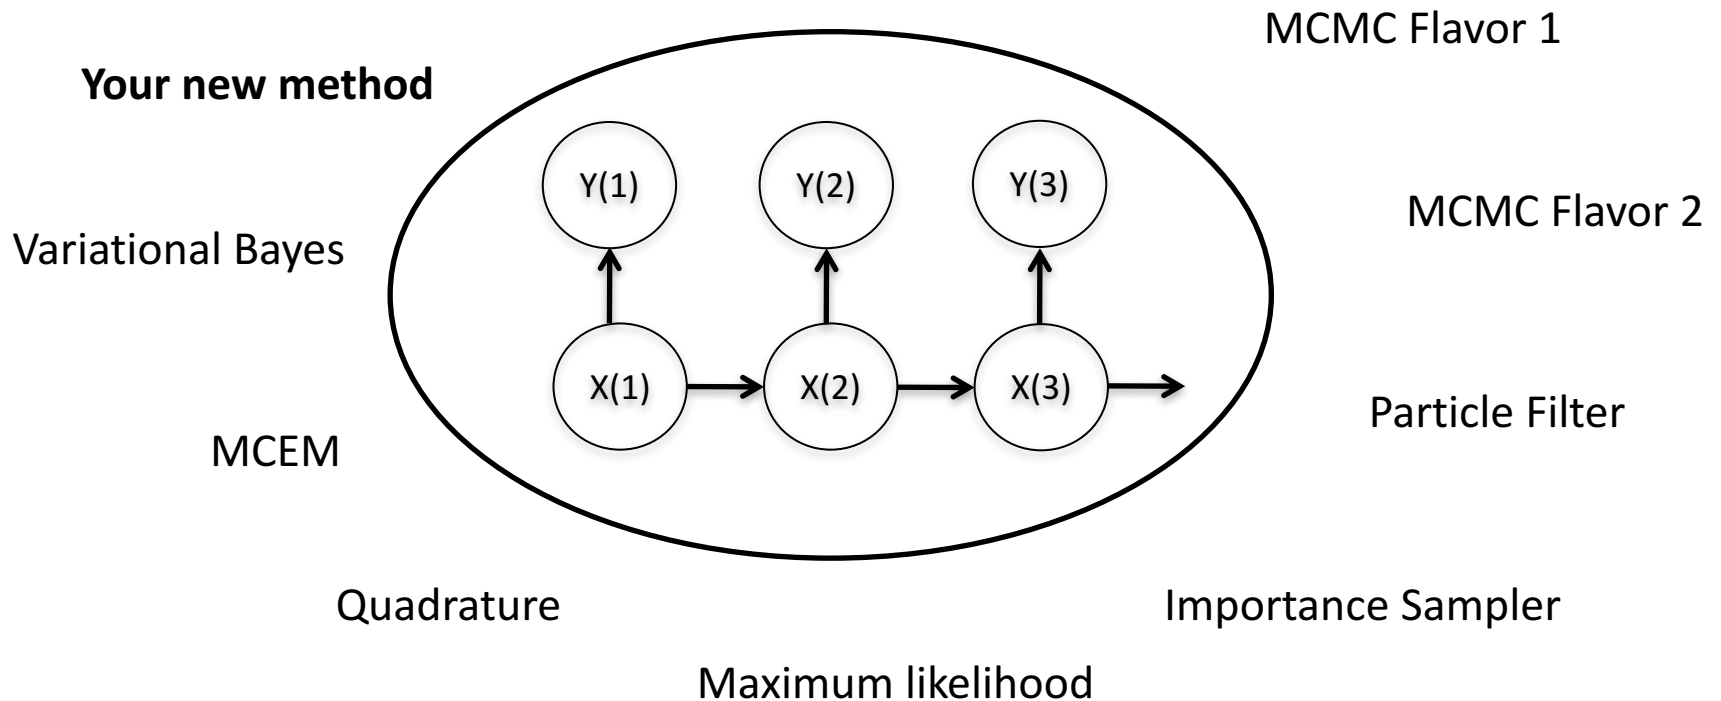 MCMC Flavor 1
Your new method
Y(1) Y(2) Y(3)
MCMC Flavor 2
Variational Bayes
X(1) X(2) X(3)
Particle Filter
MCEM
Quadrature
Importance Sampler
Maximum likelihood